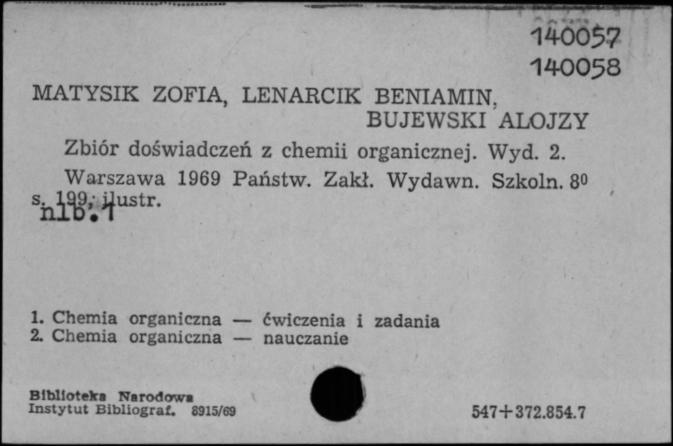 140057
140058
MATYSIK ZOFIA, LENARCIK BENIAMIN,
BUJEWSKI ALOJZY
Zbiór doświadczeń z chemii organicznej. Wyd. 2.
Warszawa 1969 Państw. Zakł. Wydawn. Szkoln. 8⁰
s. 199, ilustr.
nlb.1
1. Chemia organiczna — ćwiczenia i zadania
2. Chemia organiczna — nauczanie
Biblioteka Narodowa
Instytut Bibliograf. 8915/69
547+372.854.7